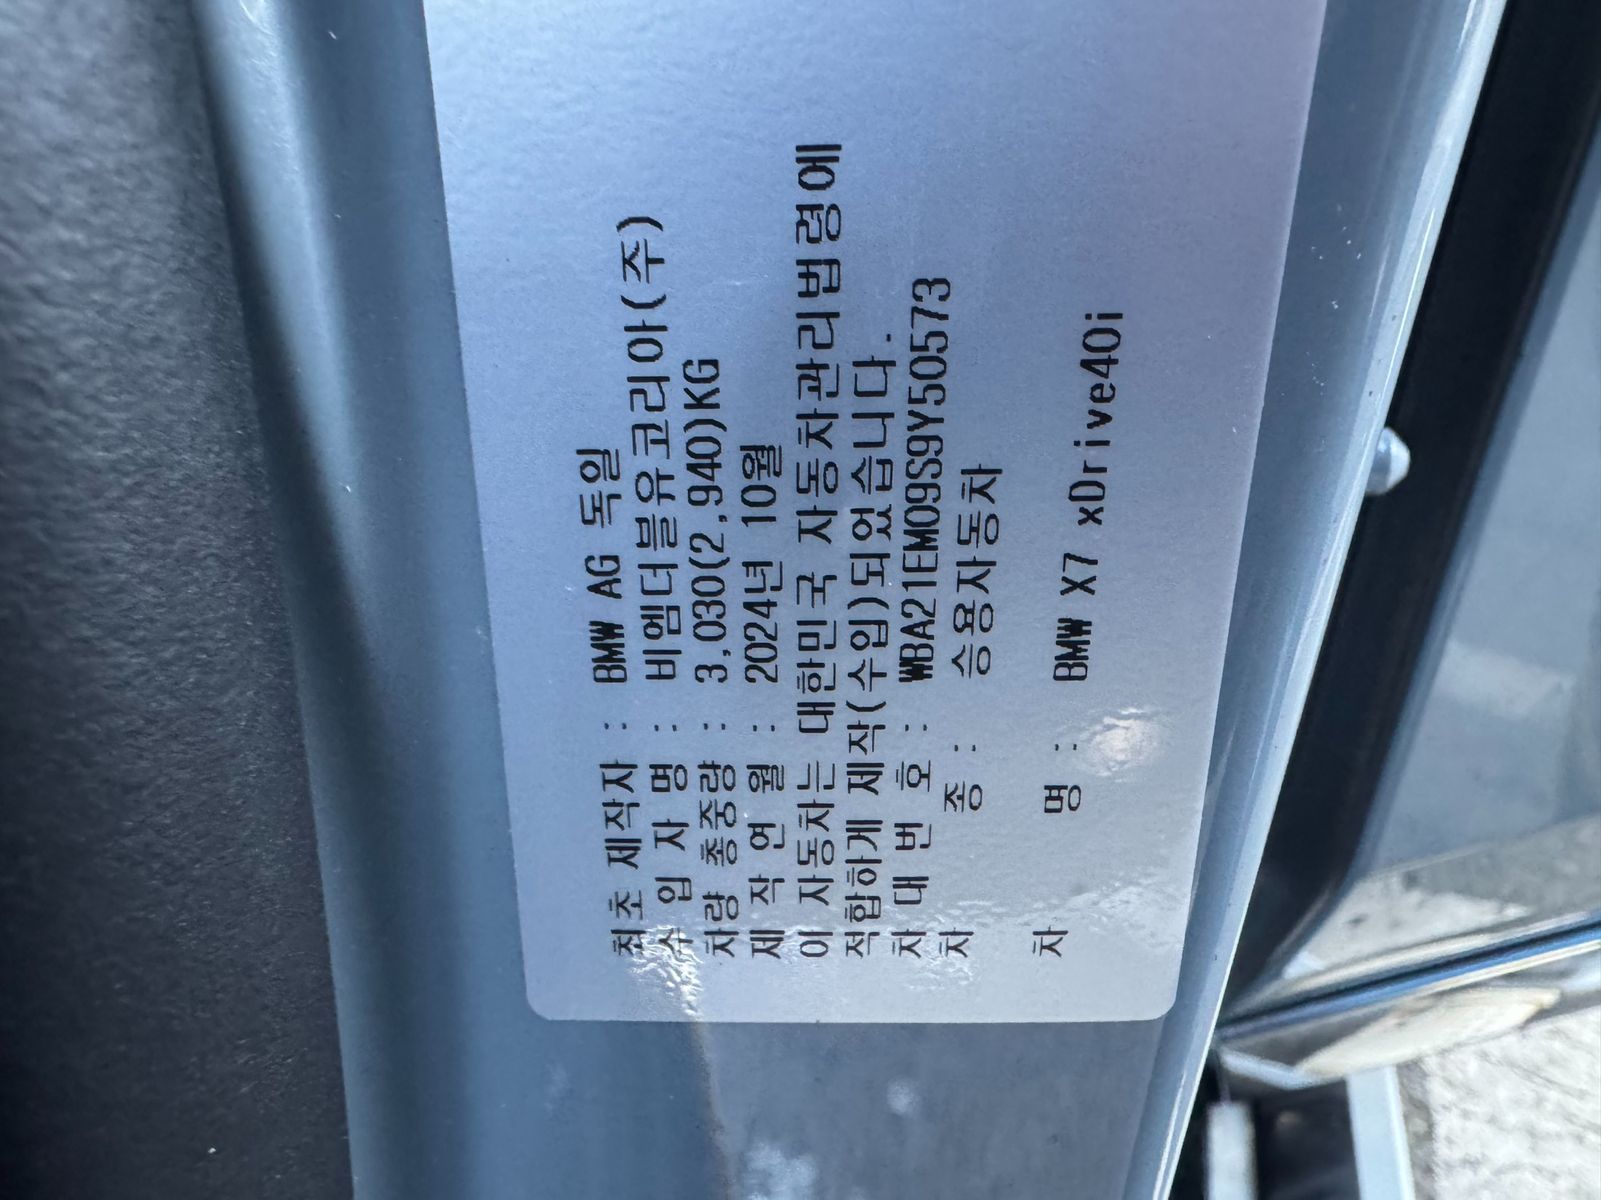 최초 제작자 : BMW AG 독일
수 입 자 명 : 비엠더블유코리아(주)
차량 총중량 : 3,030(2,940)KG
제 작 연 월 : 2024년 10월
이 자동차는 대한민국 자동차관리법령에
적합하게 제작(수입)되었습니다.
차 대 번 호 : WBA21EM09S9Y50573
차 종 : 승용자동차
차 명 : BMW X7 xDrive40i